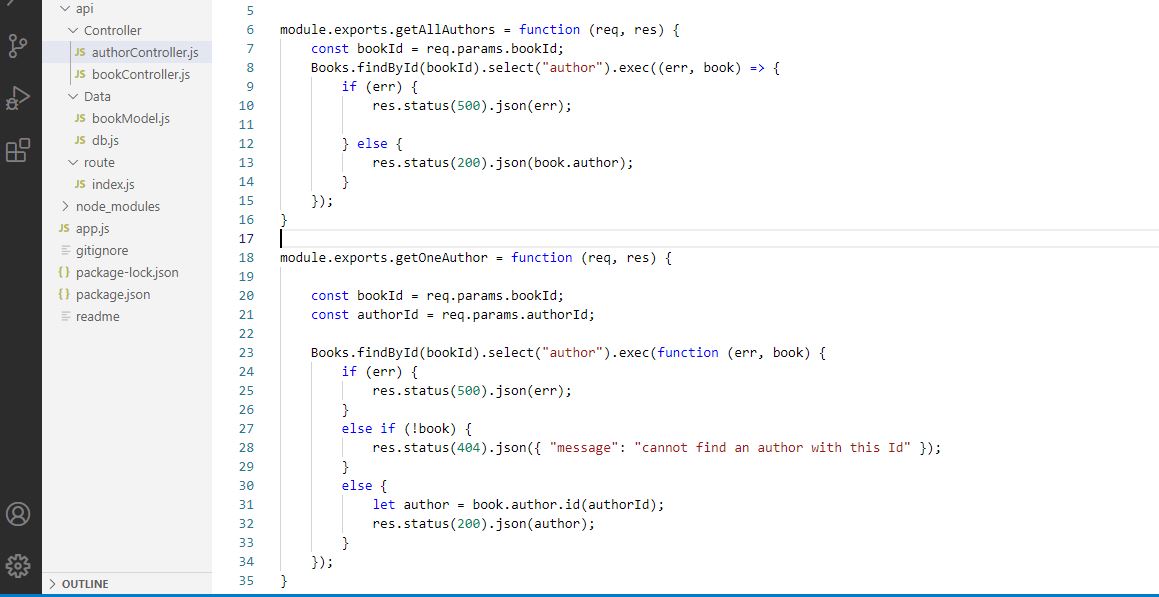 api
Controller
JS authorController.js
JS bookController.js
Data
JS bookModel.js
JS db.js
route
JS index.js
node_modules
JS app.js
gitignore
{} package-lock.json
{} package.json
readme
OUTLINE
5
6 module.exports.getAllAuthors = function (req, res) {
7 const bookId = req.params.bookId;
8 Books.findById(bookId).select("author").exec((err, book) => {
9 if (err) {
10 res.status(500).json(err);
11
12 } else {
13 res.status(200).json(book.author);
14 }
15 });
16 }
17
18 module.exports.getOneAuthor = function (req, res) {
19
20 const bookId = req.params.bookId;
21 const authorId = req.params.authorId;
22
23 Books.findById(bookId).select("author").exec(function (err, book) {
24 if (err) {
25 res.status(500).json(err);
26 }
27 else if (!book) {
28 res.status(404).json({ "message": "cannot find an author with this Id" });
29 }
30 else {
31 let author = book.author.id(authorId);
32 res.status(200).json(author);
33 }
34 });
35 }